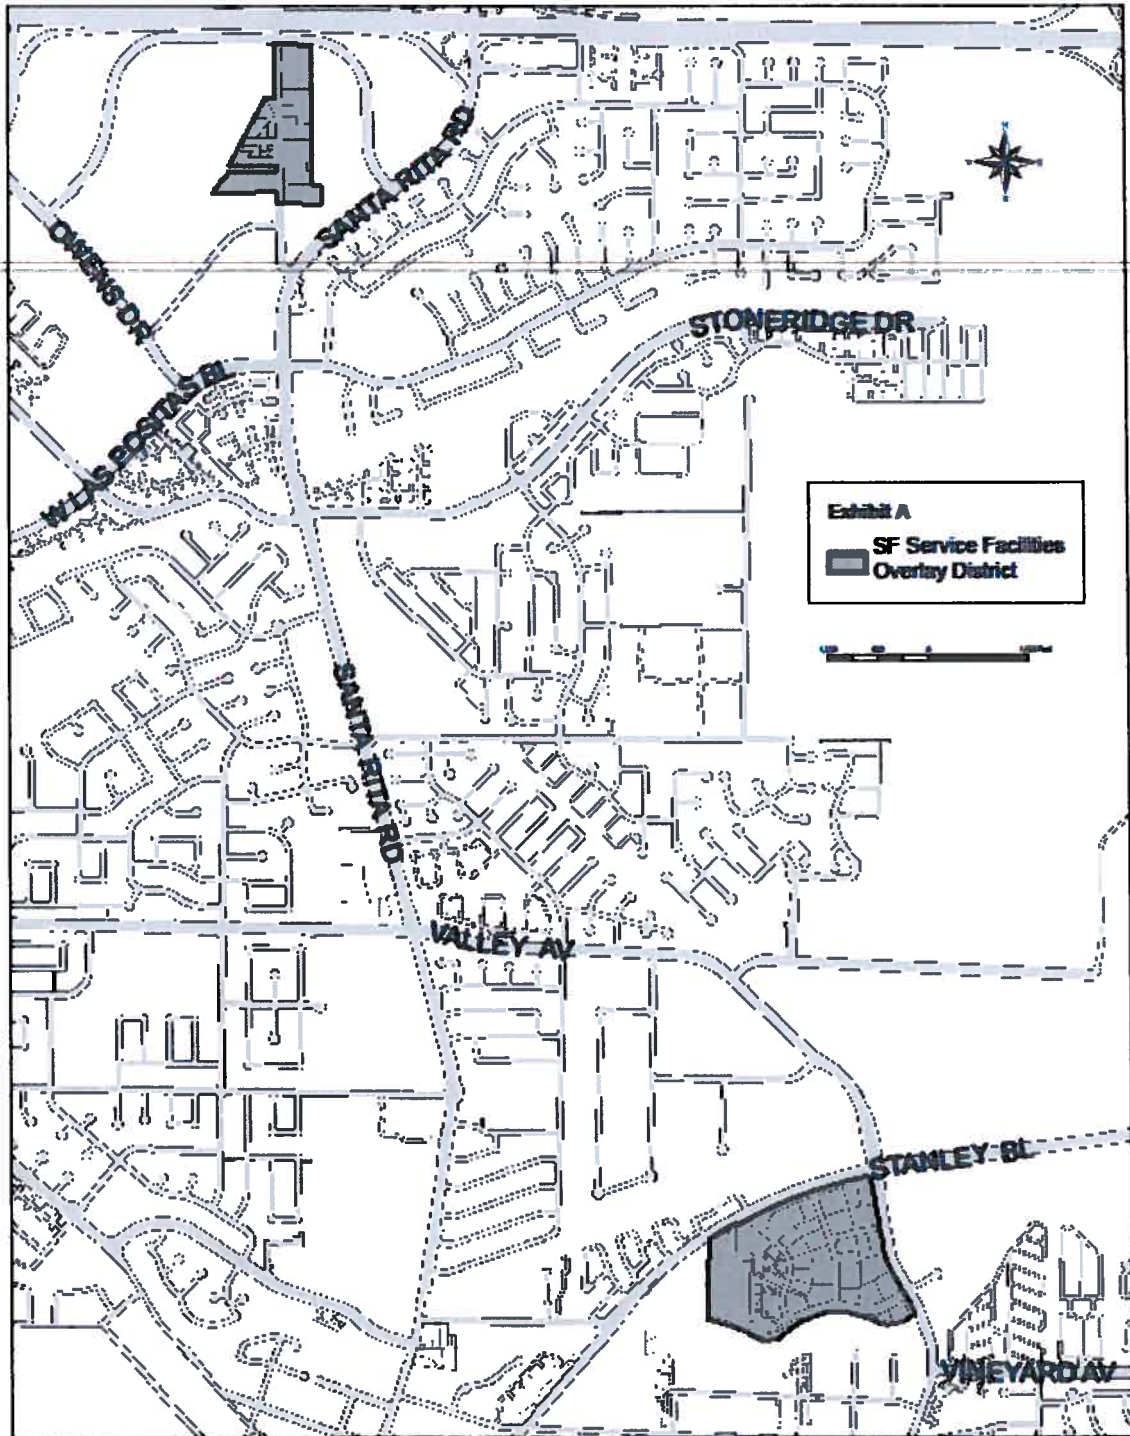 SANTA RITA RD
OWENS DR
STONERIDGE DR
W LAS POSITAS BL
Exhibit A
SF Service Facilities
Overlay District
SANTA RITA RD
VALLEY AV
STANLEY BL
VINEYARD AV